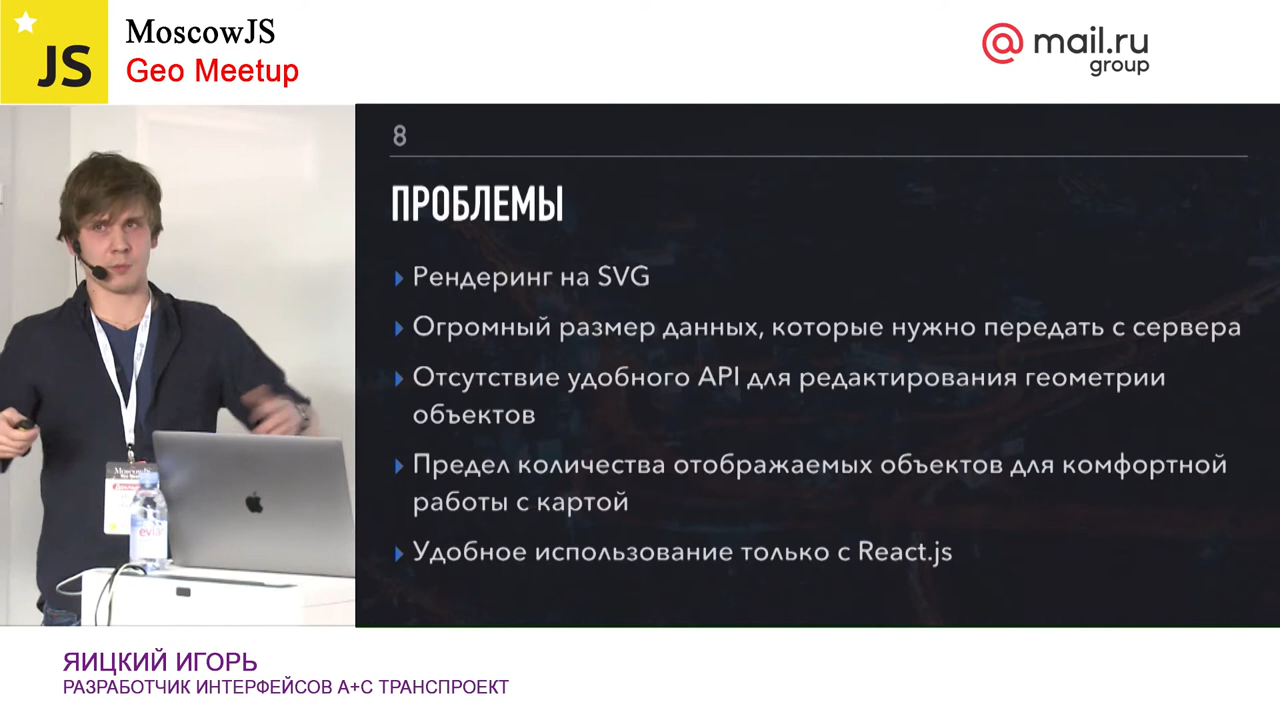 JS
MoscowJS
Geo Meetup
@mail.ru
group
8
ПРОБЛЕМЫ
Рендеринг на SVG
Огромный размер данных, которые нужно передать с сервера
Отсутствие удобного API для редактирования геометрии
объектов
Предел количества отображаемых объектов для комфортной
работы с картой
Удобное использование только с React.js
MoscowJS
evian
ЯИЦКИЙ ИГОРЬ
РАЗРАБОТЧИК ИНТЕРФЕЙСОВ А+С ТРАНСПРОЕКТ